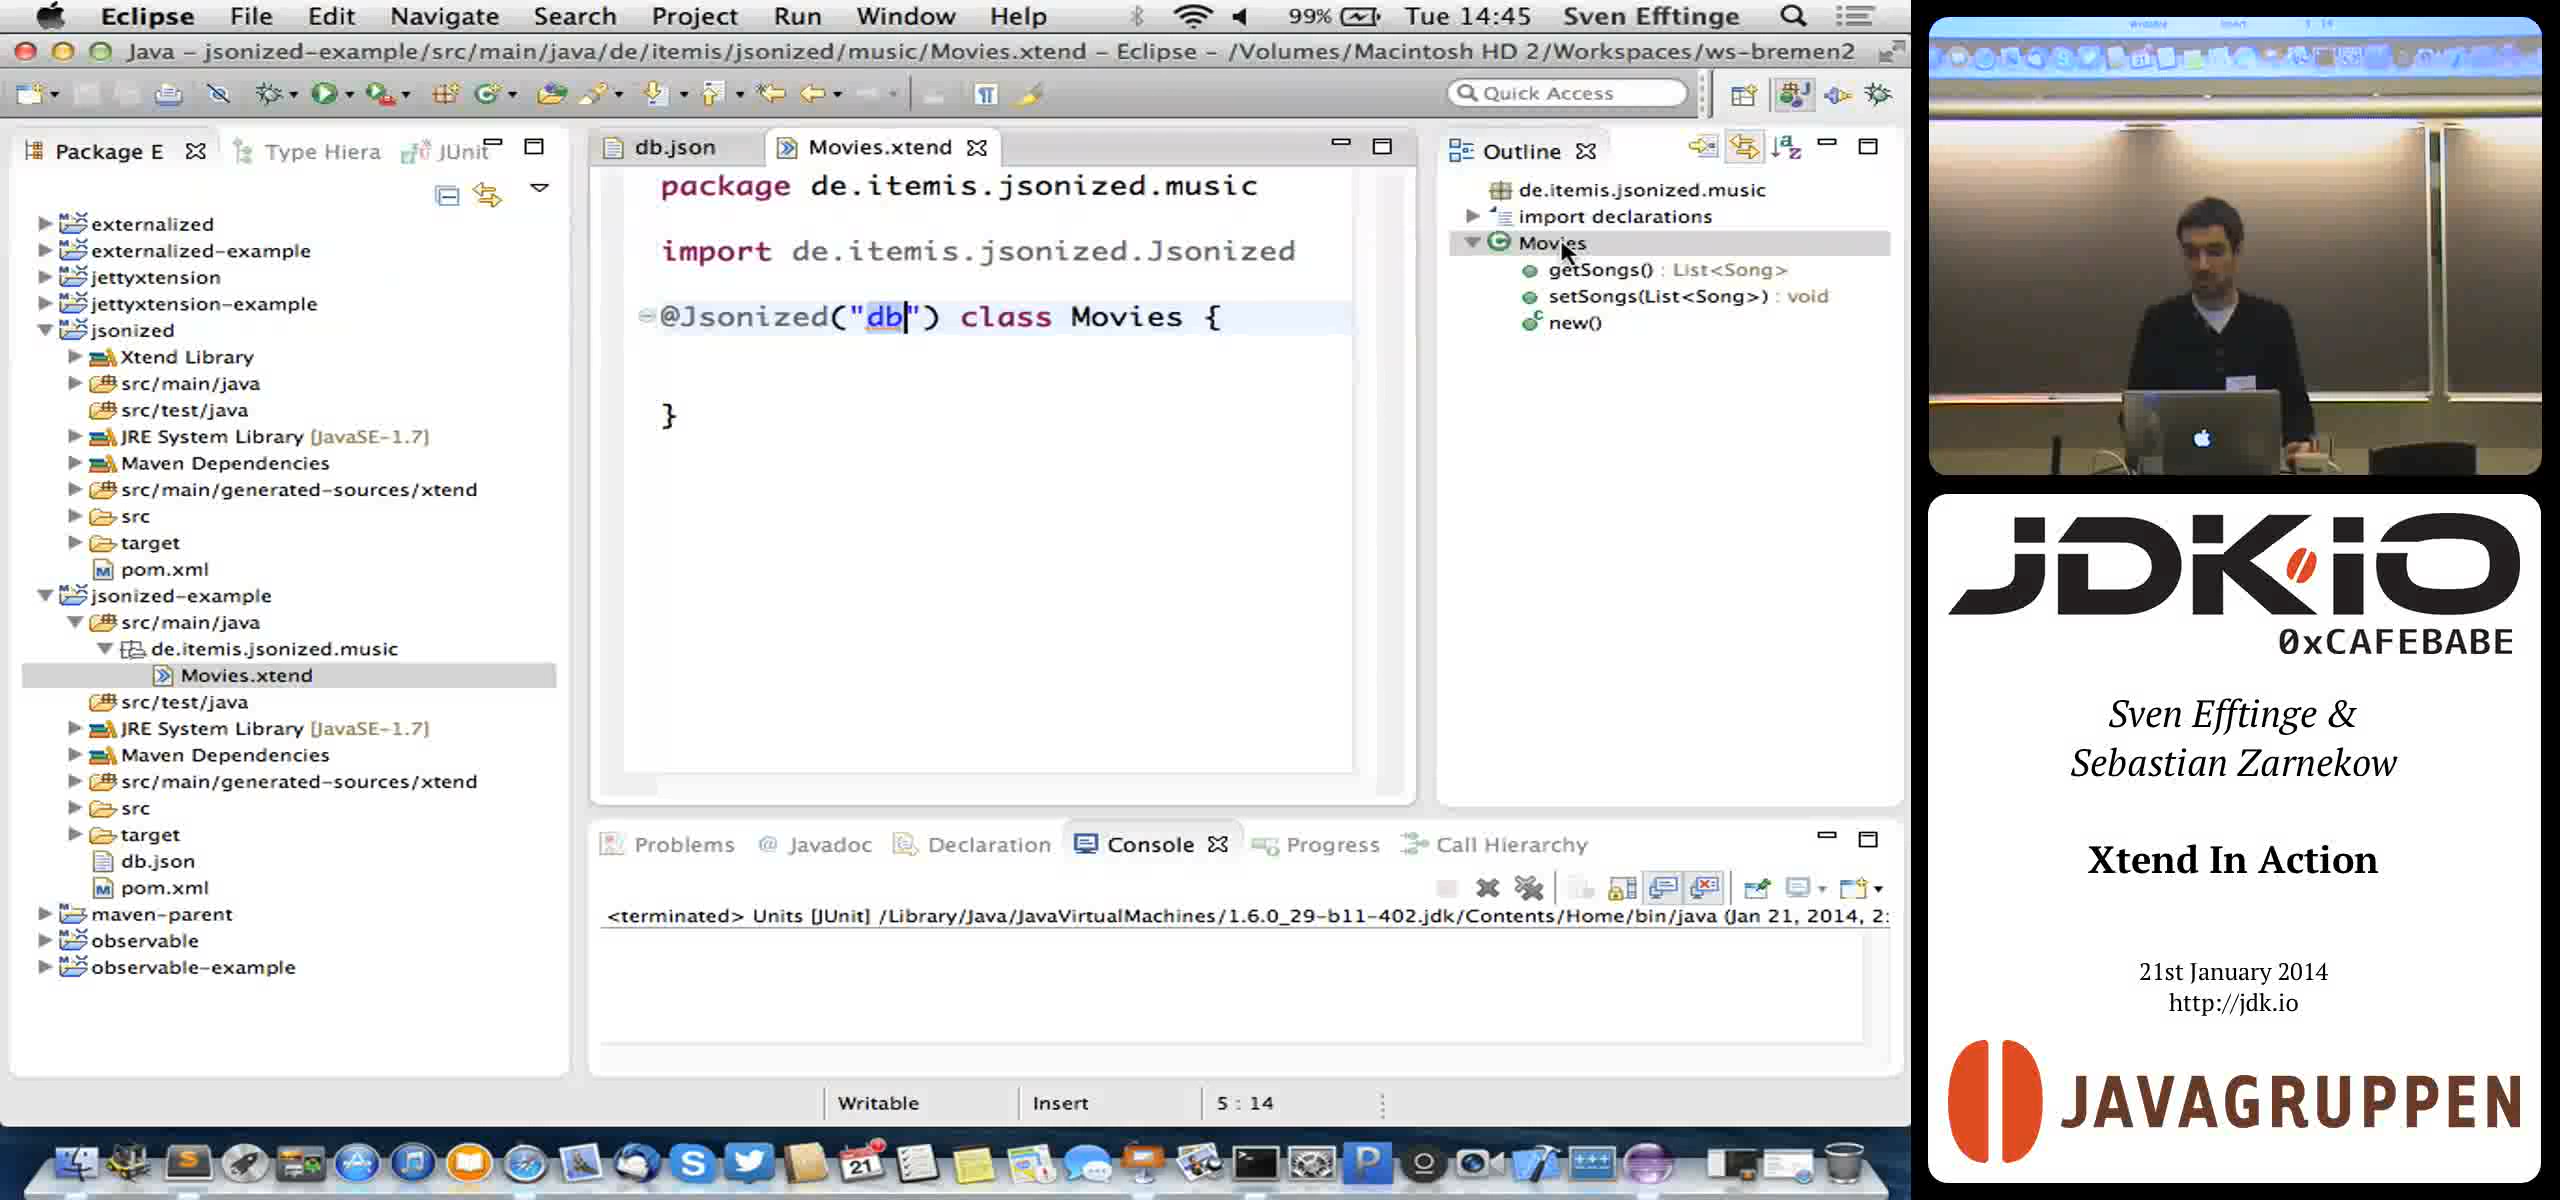 Eclipse File Edit Navigate Search Project Run Window Help 99% Tue 14:45 Sven Efftinge
Java – jsonized-example/src/main/java/de/itemis/jsonized/music/Movies.xtend – Eclipse – /Volumes/Macintosh HD 2/Workspaces/ws-bremen2
Quick Access
Package E Type Hiera JUnit
externalized
externalized-example
jettyxtension
jettyxtension-example
jsonized
Xtend Library
src/main/java
src/test/java
JRE System Library [JavaSE-1.7]
Maven Dependencies
src/main/generated-sources/xtend
src
target
pom.xml
jsonized-example
src/main/java
de.itemis.jsonized.music
Movies.xtend
src/test/java
JRE System Library [JavaSE-1.7]
Maven Dependencies
src/main/generated-sources/xtend
src
target
db.json
pom.xml
maven-parent
observable
observable-example
db.json Movies.xtend
package de.itemis.jsonized.music
import de.itemis.jsonized.Jsonized
@Jsonized("db") class Movies {
}
Outline
de.itemis.jsonized.music
import declarations
Movies
getSongs() : List<Song>
setSongs(List<Song>) : void
new()
Problems @ Javadoc Declaration Console Progress Call Hierarchy
<terminated> Units [JUnit] /Library/Java/JavaVirtualMachines/1.6.0_29-b11-402.jdk/Contents/Home/bin/java (Jan 21, 2014, 2:
Writable Insert 5 : 14
21
JDK.IO
0xCAFEBABE
Sven Efftinge &
Sebastian Zarnekow
Xtend In Action
21st January 2014
http://jdk.io
JAVAGRUPPEN